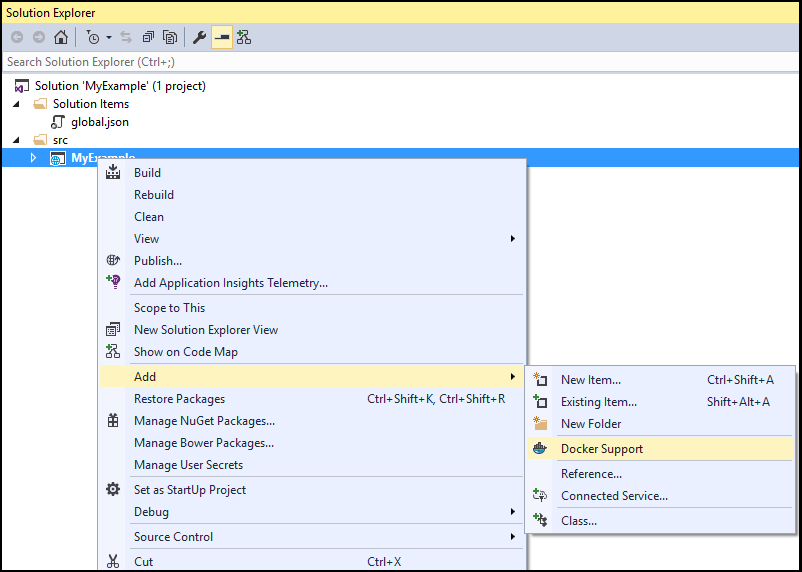 Solution Explorer
Search Solution Explorer (Ctrl+;)
Solution 'MyExample' (1 project)
Solution Items
global.json
src
MyExample
Build
Rebuild
Clean
View
Publish...
Add Application Insights Telemetry...
Scope to This
New Solution Explorer View
Show on Code Map
Add
Restore Packages Ctrl+Shift+K, Ctrl+Shift+R
Manage NuGet Packages...
Manage Bower Packages...
Manage User Secrets
Set as StartUp Project
Debug
Source Control
Cut Ctrl+X
New Item... Ctrl+Shift+A
Existing Item... Shift+Alt+A
New Folder
Docker Support
Reference...
Connected Service...
Class...